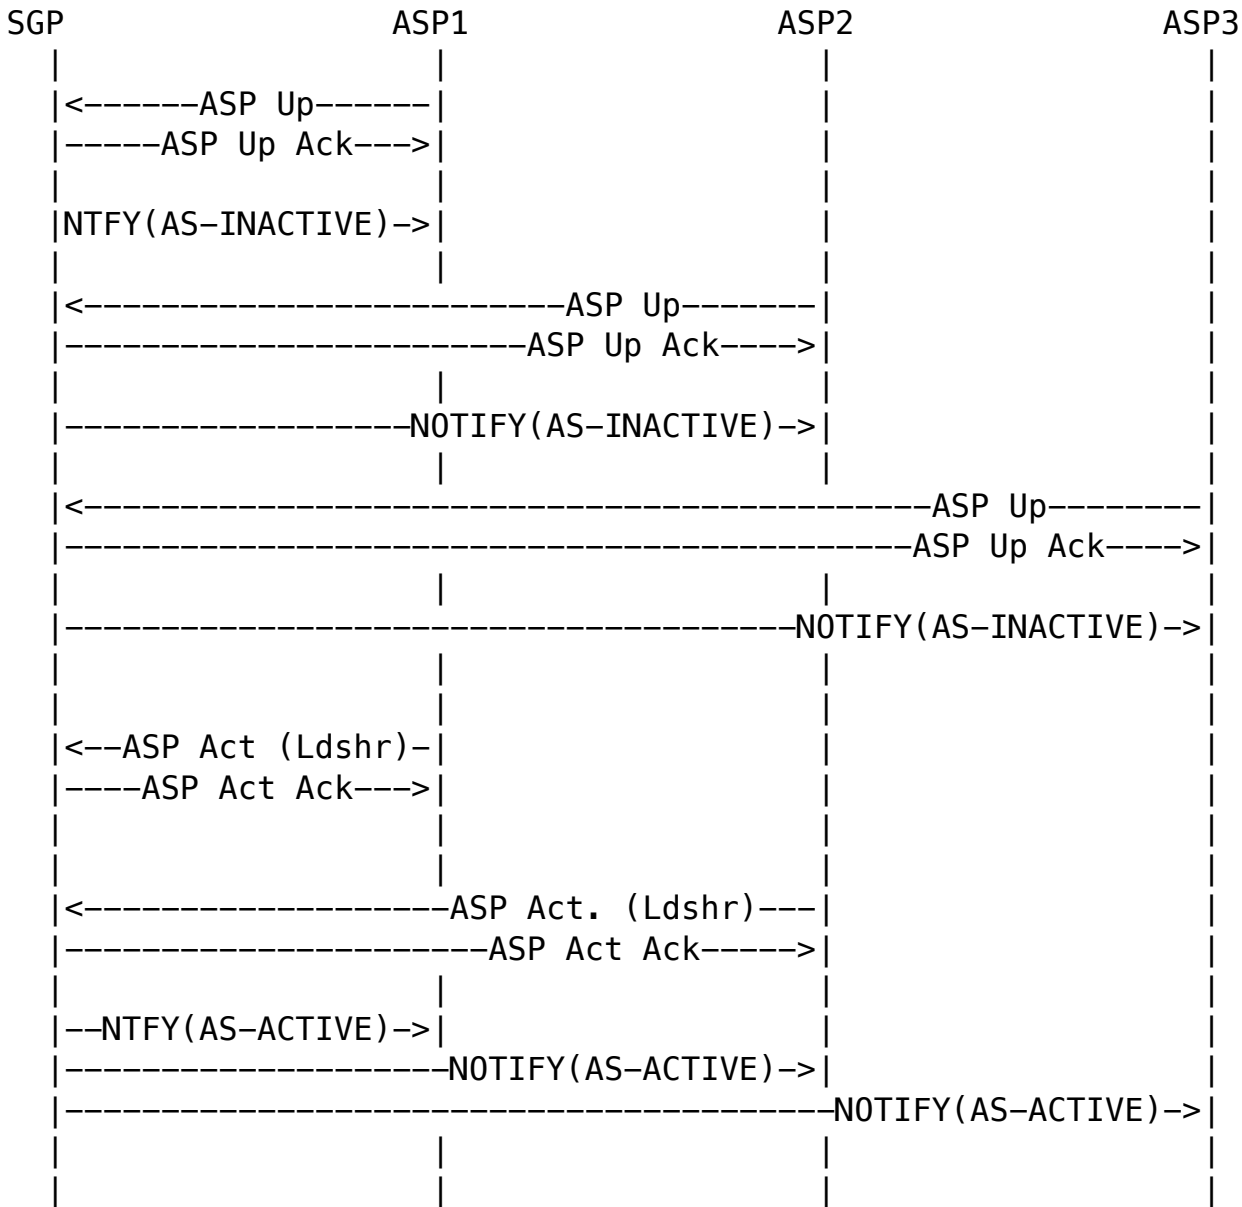 SGP ASP1 ASP2 ASP3
|<------ASP Up------|
|-----ASP Up Ack--->|
|NTFY(AS-INACTIVE)->|
|<-------------------------ASP Up-------|
|------------------------ASP Up Ack---->|
|------------------NOTIFY(AS-INACTIVE)->|
|<--------------------------------------------ASP Up--------|
|--------------------------------------------ASP Up Ack---->|
|--------------------------------------NOTIFY(AS-INACTIVE)->|
|<--ASP Act (Ldshr)-|
|----ASP Act Ack--->|
|<-------------------ASP Act. (Ldshr)---|
|----------------------ASP Act Ack----->|
|--NTFY(AS-ACTIVE)->|
|--------------------NOTIFY(AS-ACTIVE)->|
|----------------------------------------NOTIFY(AS-ACTIVE)->|